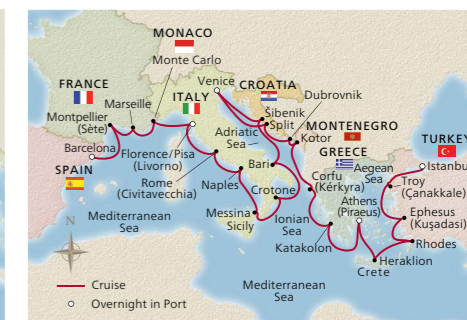 MONACO
Monte Carlo
FRANCE
Marseille
Montpellier
(Sète)
Barcelona
SPAIN
Venice
CROATIA
Dubrovnik
ITALY
Šibenik
Split
MONTENEGRO
Kotor
Adriatic
Sea
Florence/Pisa
(Livorno)
Rome
(Civitavecchia)
Bari
Naples
Crotone
Messina
Sicily
GREECE
Corfu
(Kérkyra)
Aegean
Sea
Athens
(Piraeus)
Ionian
Sea
Katakolon
TURKEY
Istanbu
Troy
(Çanakkale)
Ephesus
(Kuşadasi)
Rhodes
Heraklion
Crete
Mediterranean
Sea
Mediterranean
Sea
N
Cruise
Overnight in Port